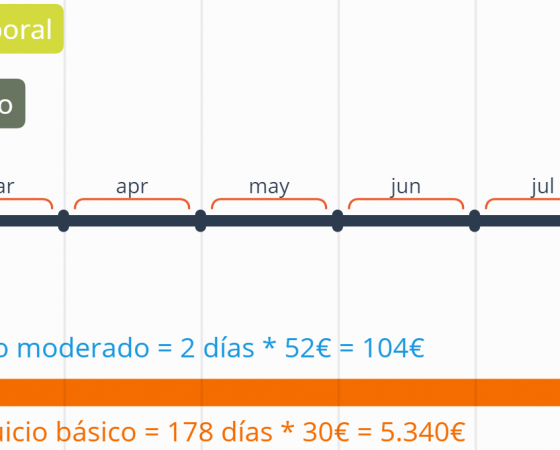 poral
o
ar apr may jun jul
o moderado = 2 días * 52€ = 104€
uicio básico = 178 días * 30€ = 5.340€